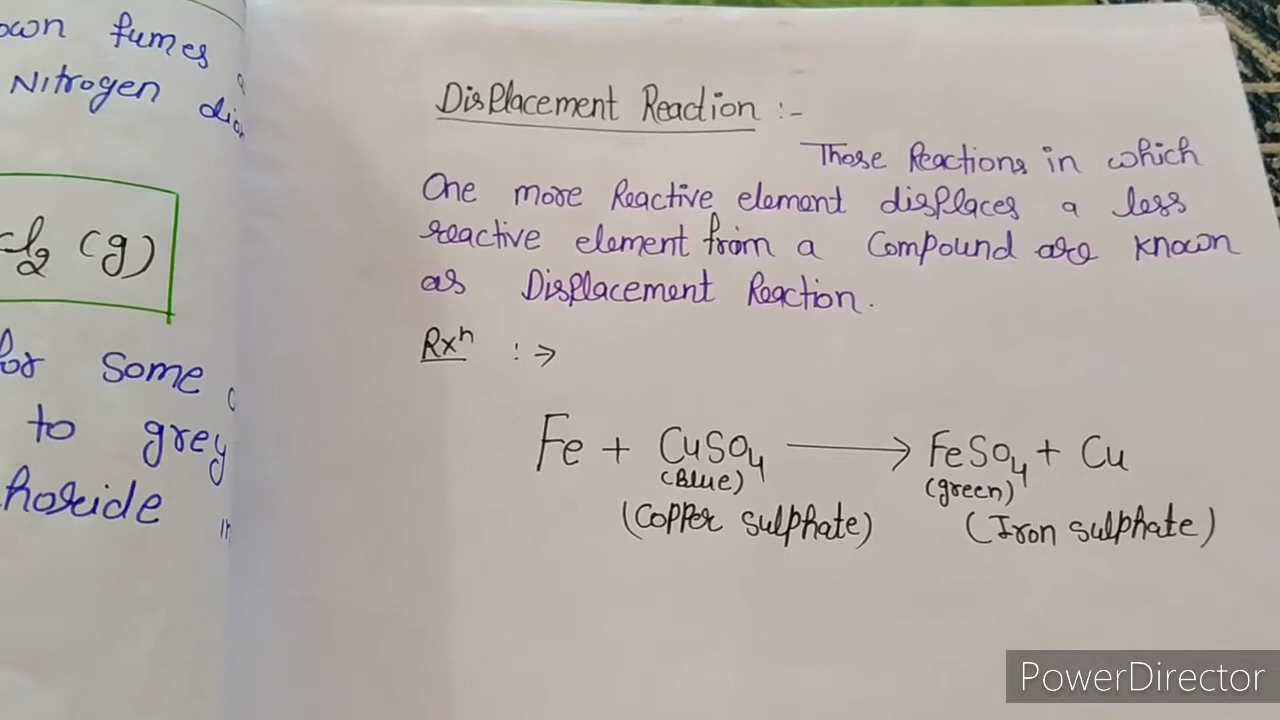 fumes
Nitrogen
Cl2 (g)
for some
to grey
Displacement Reaction :-
Those Reactions in which
One more Reactive element displaces a less
reactive element from a Compound are known
as Displacement Reaction.
Rxn :→
Fe + CuSO4 ⟶ FeSO4 + Cu
(Blue) (green)
(Copper sulphate) (Iron sulphate)
PowerDirector